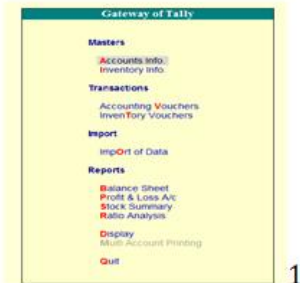 Gateway of Tally
Masters
Accounts Info.
Inventory Info.
Transactions
Accounting Vouchers
InvenTory Vouchers
Import
ImpOrt of Data
Reports
Balance Sheet
Profit & Loss A/c
Stock Summary
Ratio Analysis
Display
Multi Account Printing
Quit
1